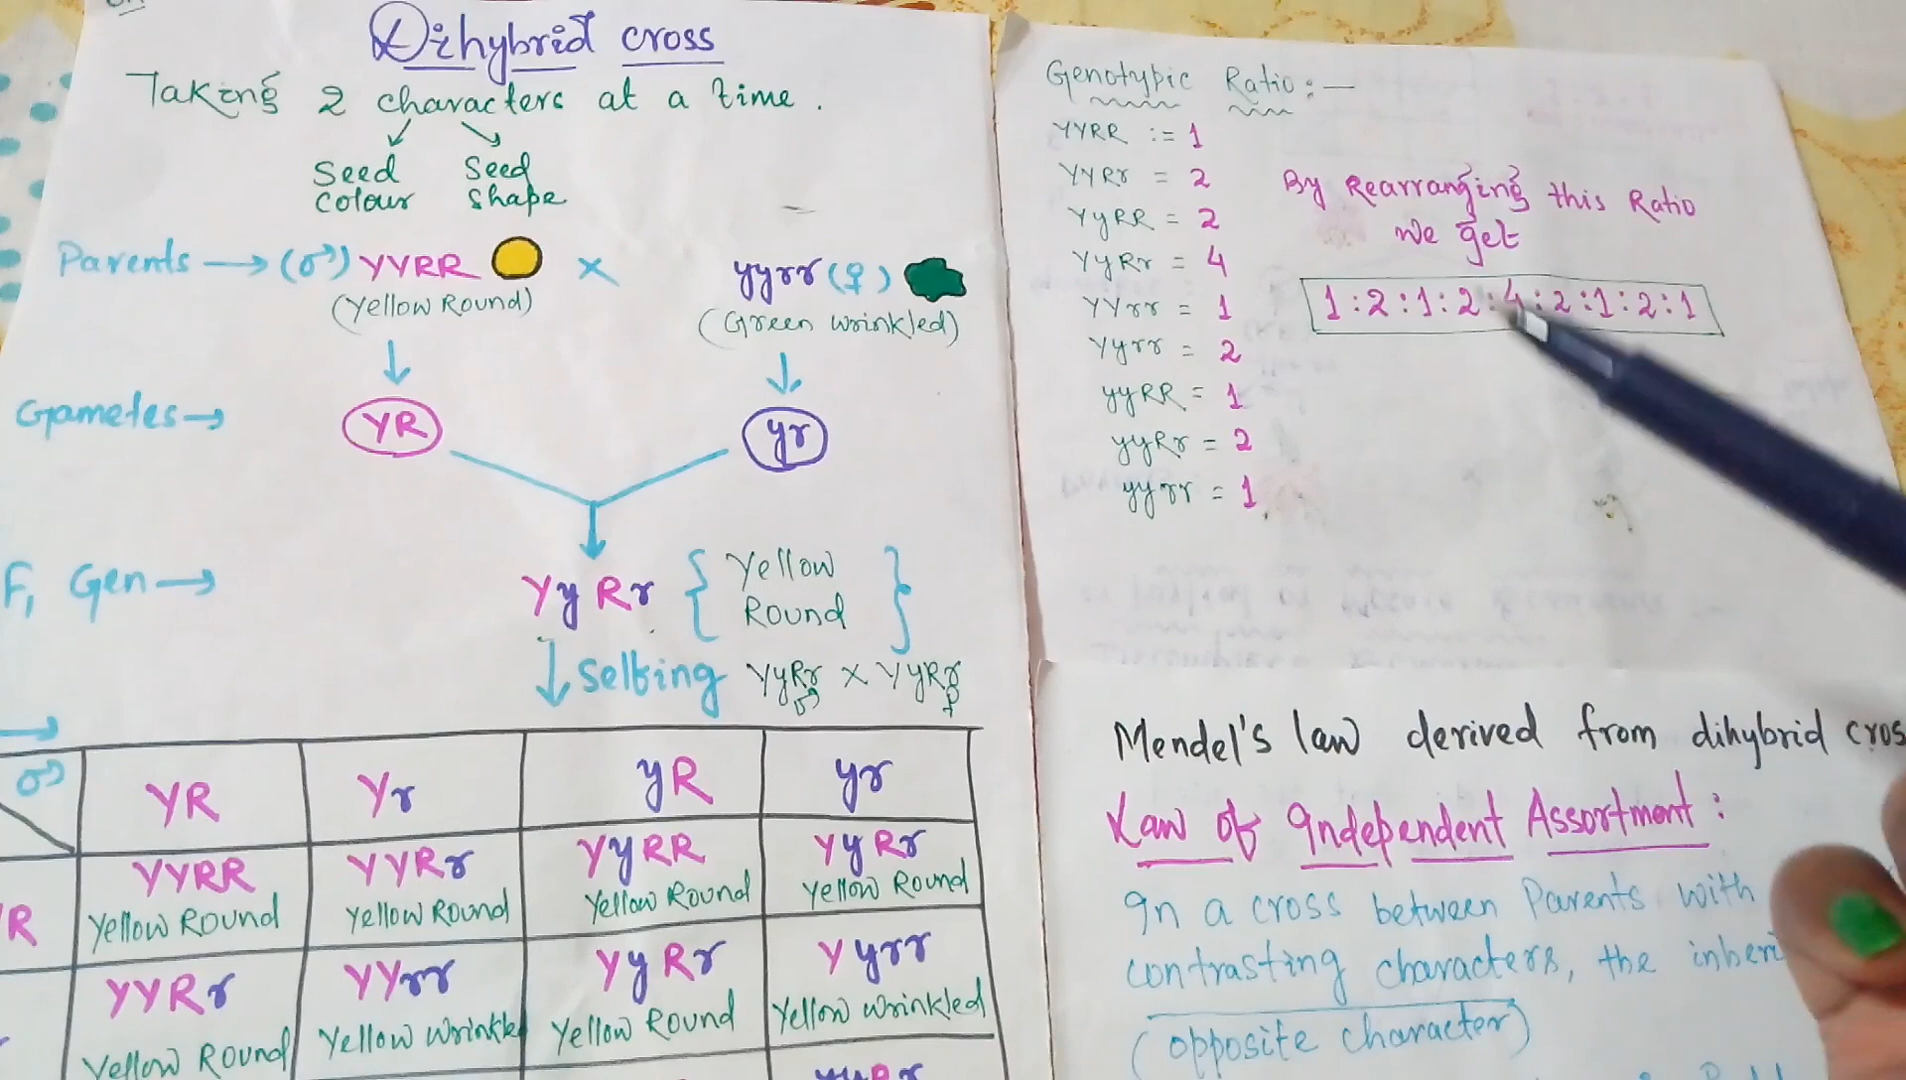 Dihybrid cross
Taking 2 characters at a time.
Seed colour
Seed shape
Parents → (♂) YYRR × yyrr (♀)
(Yellow Round) (Green wrinkled)
Gametes → YR yr
F1 Gen → YyRr { Yellow Round }
↓ Selfing YyRr ♂ × YyRr ♀
♂ YR Yr yR yr
YYRR YYRr YyRR YyRr
Yellow Round Yellow Round Yellow Round Yellow Round
YYRr YYrr YyRr Yyrr
Yellow Round Yellow wrinkle Yellow Round Yellow wrinkled
Genotypic Ratio:—
YYRR := 1
YYRr = 2
YyRR = 2
YyRr = 4
YYrr = 1
Yyrr = 2
yyRR = 1
yyRr = 2
yyrr = 1
By Rearranging this Ratio
we get
1:2:1:2:4:2:1:2:1
Mendel's law derived from dihybrid cros
Law of Independent Assortment:
In a cross between Parents with
contrasting characters, the inheri
(opposite character)